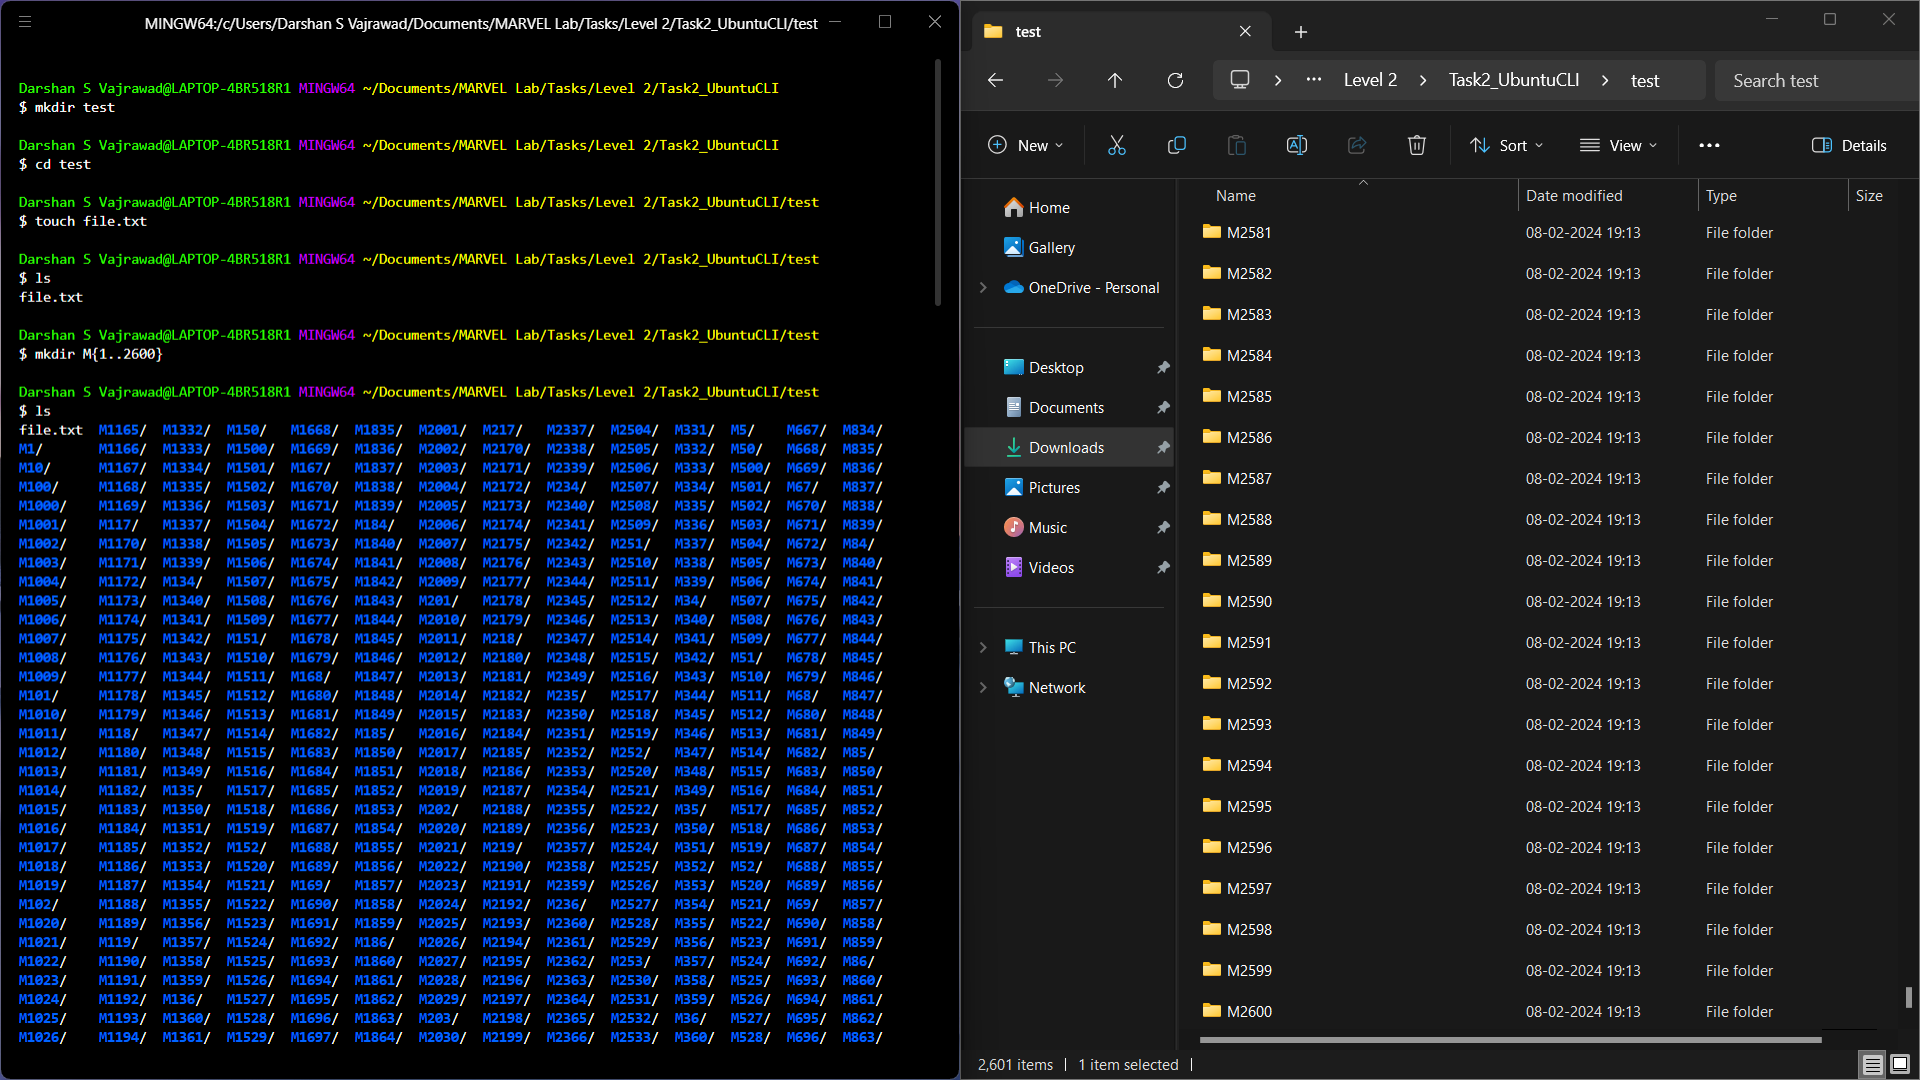 MINGW64:/c/Users/Darshan S Vajrawad/Documents/MARVEL Lab/Tasks/Level 2/Task2_UbuntuCLI/test
Darshan S Vajrawad@LAPTOP-4BR518R1 MINGW64 ~/Documents/MARVEL Lab/Tasks/Level 2/Task2_UbuntuCLI
$ mkdir test
Darshan S Vajrawad@LAPTOP-4BR518R1 MINGW64 ~/Documents/MARVEL Lab/Tasks/Level 2/Task2_UbuntuCLI
$ cd test
Darshan S Vajrawad@LAPTOP-4BR518R1 MINGW64 ~/Documents/MARVEL Lab/Tasks/Level 2/Task2_UbuntuCLI/test
$ touch file.txt
Darshan S Vajrawad@LAPTOP-4BR518R1 MINGW64 ~/Documents/MARVEL Lab/Tasks/Level 2/Task2_UbuntuCLI/test
$ ls
file.txt
Darshan S Vajrawad@LAPTOP-4BR518R1 MINGW64 ~/Documents/MARVEL Lab/Tasks/Level 2/Task2_UbuntuCLI/test
$ mkdir M{1..2600}
Darshan S Vajrawad@LAPTOP-4BR518R1 MINGW64 ~/Documents/MARVEL Lab/Tasks/Level 2/Task2_UbuntuCLI/test
$ ls
file.txt M1165/ M1332/ M150/ M1668/ M1835/ M2001/ M217/ M2337/ M2504/ M331/ M5/ M667/ M834/
M1/ M1166/ M1333/ M1500/ M1669/ M1836/ M2002/ M2170/ M2338/ M2505/ M332/ M50/ M668/ M835/
M10/ M1167/ M1334/ M1501/ M167/ M1837/ M2003/ M2171/ M2339/ M2506/ M333/ M500/ M669/ M836/
M100/ M1168/ M1335/ M1502/ M1670/ M1838/ M2004/ M2172/ M234/ M2507/ M334/ M501/ M67/ M837/
M1000/ M1169/ M1336/ M1503/ M1671/ M1839/ M2005/ M2173/ M2340/ M2508/ M335/ M502/ M670/ M838/
M1001/ M117/ M1337/ M1504/ M1672/ M184/ M2006/ M2174/ M2341/ M2509/ M336/ M503/ M671/ M839/
M1002/ M1170/ M1338/ M1505/ M1673/ M1840/ M2007/ M2175/ M2342/ M251/ M337/ M504/ M672/ M84/
M1003/ M1171/ M1339/ M1506/ M1674/ M1841/ M2008/ M2176/ M2343/ M2510/ M338/ M505/ M673/ M840/
M1004/ M1172/ M134/ M1507/ M1675/ M1842/ M2009/ M2177/ M2344/ M2511/ M339/ M506/ M674/ M841/
M1005/ M1173/ M1340/ M1508/ M1676/ M1843/ M201/ M2178/ M2345/ M2512/ M34/ M507/ M675/ M842/
M1006/ M1174/ M1341/ M1509/ M1677/ M1844/ M2010/ M2179/ M2346/ M2513/ M340/ M508/ M676/ M843/
M1007/ M1175/ M1342/ M151/ M1678/ M1845/ M2011/ M218/ M2347/ M2514/ M341/ M509/ M677/ M844/
M1008/ M1176/ M1343/ M1510/ M1679/ M1846/ M2012/ M2180/ M2348/ M2515/ M342/ M51/ M678/ M845/
M1009/ M1177/ M1344/ M1511/ M168/ M1847/ M2013/ M2181/ M2349/ M2516/ M343/ M510/ M679/ M846/
M101/ M1178/ M1345/ M1512/ M1680/ M1848/ M2014/ M2182/ M235/ M2517/ M344/ M511/ M68/ M847/
M1010/ M1179/ M1346/ M1513/ M1681/ M1849/ M2015/ M2183/ M2350/ M2518/ M345/ M512/ M680/ M848/
M1011/ M118/ M1347/ M1514/ M1682/ M185/ M2016/ M2184/ M2351/ M2519/ M346/ M513/ M681/ M849/
M1012/ M1180/ M1348/ M1515/ M1683/ M1850/ M2017/ M2185/ M2352/ M252/ M347/ M514/ M682/ M85/
M1013/ M1181/ M1349/ M1516/ M1684/ M1851/ M2018/ M2186/ M2353/ M2520/ M348/ M515/ M683/ M850/
M1014/ M1182/ M135/ M1517/ M1685/ M1852/ M2019/ M2187/ M2354/ M2521/ M349/ M516/ M684/ M851/
M1015/ M1183/ M1350/ M1518/ M1686/ M1853/ M202/ M2188/ M2355/ M2522/ M35/ M517/ M685/ M852/
M1016/ M1184/ M1351/ M1519/ M1687/ M1854/ M2020/ M2189/ M2356/ M2523/ M350/ M518/ M686/ M853/
M1017/ M1185/ M1352/ M152/ M1688/ M1855/ M2021/ M219/ M2357/ M2524/ M351/ M519/ M687/ M854/
M1018/ M1186/ M1353/ M1520/ M1689/ M1856/ M2022/ M2190/ M2358/ M2525/ M352/ M52/ M688/ M855/
M1019/ M1187/ M1354/ M1521/ M169/ M1857/ M2023/ M2191/ M2359/ M2526/ M353/ M520/ M689/ M856/
M102/ M1188/ M1355/ M1522/ M1690/ M1858/ M2024/ M2192/ M236/ M2527/ M354/ M521/ M69/ M857/
M1020/ M1189/ M1356/ M1523/ M1691/ M1859/ M2025/ M2193/ M2360/ M2528/ M355/ M522/ M690/ M858/
M1021/ M119/ M1357/ M1524/ M1692/ M186/ M2026/ M2194/ M2361/ M2529/ M356/ M523/ M691/ M859/
M1022/ M1190/ M1358/ M1525/ M1693/ M1860/ M2027/ M2195/ M2362/ M253/ M357/ M524/ M692/ M86/
M1023/ M1191/ M1359/ M1526/ M1694/ M1861/ M2028/ M2196/ M2363/ M2530/ M358/ M525/ M693/ M860/
M1024/ M1192/ M136/ M1527/ M1695/ M1862/ M2029/ M2197/ M2364/ M2531/ M359/ M526/ M694/ M861/
M1025/ M1193/ M1360/ M1528/ M1696/ M1863/ M203/ M2198/ M2365/ M2532/ M36/ M527/ M695/ M862/
M1026/ M1194/ M1361/ M1529/ M1697/ M1864/ M2030/ M2199/ M2366/ M2533/ M360/ M528/ M696/ M863/
test
Level 2 > Task2_UbuntuCLI > test
Search test
New Sort View Details
Home
Gallery
OneDrive - Personal
Desktop
Documents
Downloads
Pictures
Music
Videos
This PC
Network
Name Date modified Type Size
M2581 08-02-2024 19:13 File folder
M2582 08-02-2024 19:13 File folder
M2583 08-02-2024 19:13 File folder
M2584 08-02-2024 19:13 File folder
M2585 08-02-2024 19:13 File folder
M2586 08-02-2024 19:13 File folder
M2587 08-02-2024 19:13 File folder
M2588 08-02-2024 19:13 File folder
M2589 08-02-2024 19:13 File folder
M2590 08-02-2024 19:13 File folder
M2591 08-02-2024 19:13 File folder
M2592 08-02-2024 19:13 File folder
M2593 08-02-2024 19:13 File folder
M2594 08-02-2024 19:13 File folder
M2595 08-02-2024 19:13 File folder
M2596 08-02-2024 19:13 File folder
M2597 08-02-2024 19:13 File folder
M2598 08-02-2024 19:13 File folder
M2599 08-02-2024 19:13 File folder
M2600 08-02-2024 19:13 File folder
2,601 items | 1 item selected |